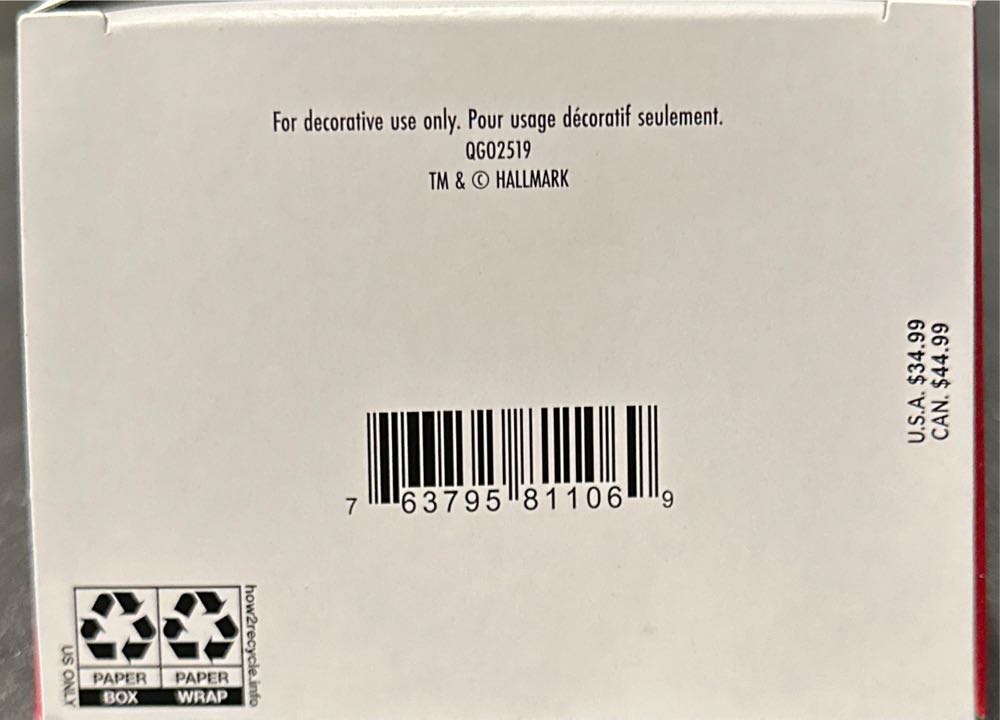 For decorative use only. Pour usage décoratif seulement.
QGO2519
TM & © HALLMARK
U.S.A. $34.99
CAN. $44.99
7 63795 81106 9
how2recycle.info
PAPER PAPER
BOX WRAP
US ONLY